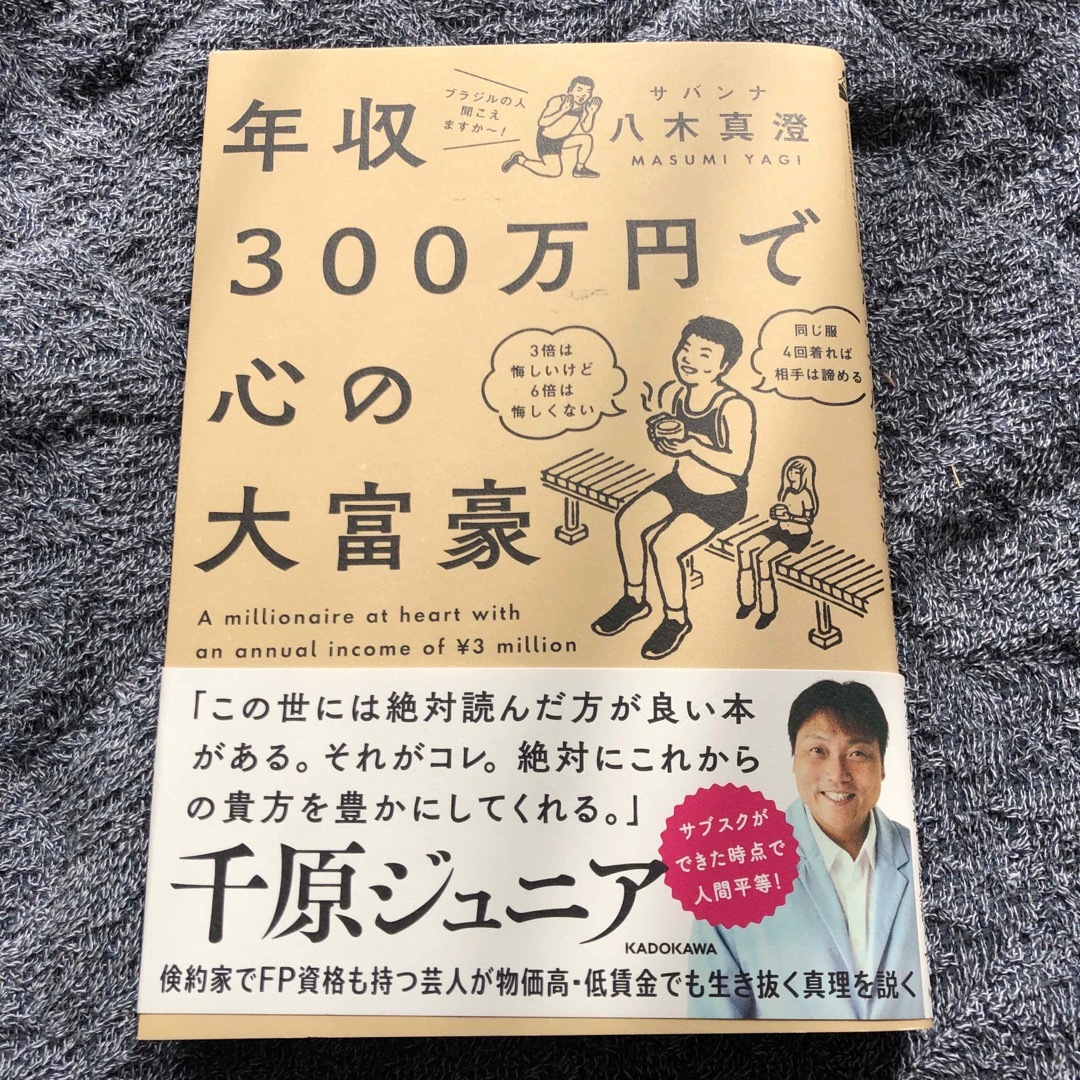 年収
ブラジルの人
聞こえ
ますか〜！
サバンナ
八木真澄
MASUMI YAGI
300万円で
心の
大富豪
3倍は
悔しいけど
6倍は
悔しくない
同じ服
4回着れば
相手は諦める
A millionaire at heart with
an annual income of ¥3 million
「この世には絶対読んだ方が良い本
がある。それがコレ。絶対にこれから
の貴方を豊かにしてくれる。」
千原ジュニア
サブスクが
できた時点で
人間平等！
KADOKAWA
倹約家でFP資格も持つ芸人が物価高・低賃金でも生き抜く真理を説く